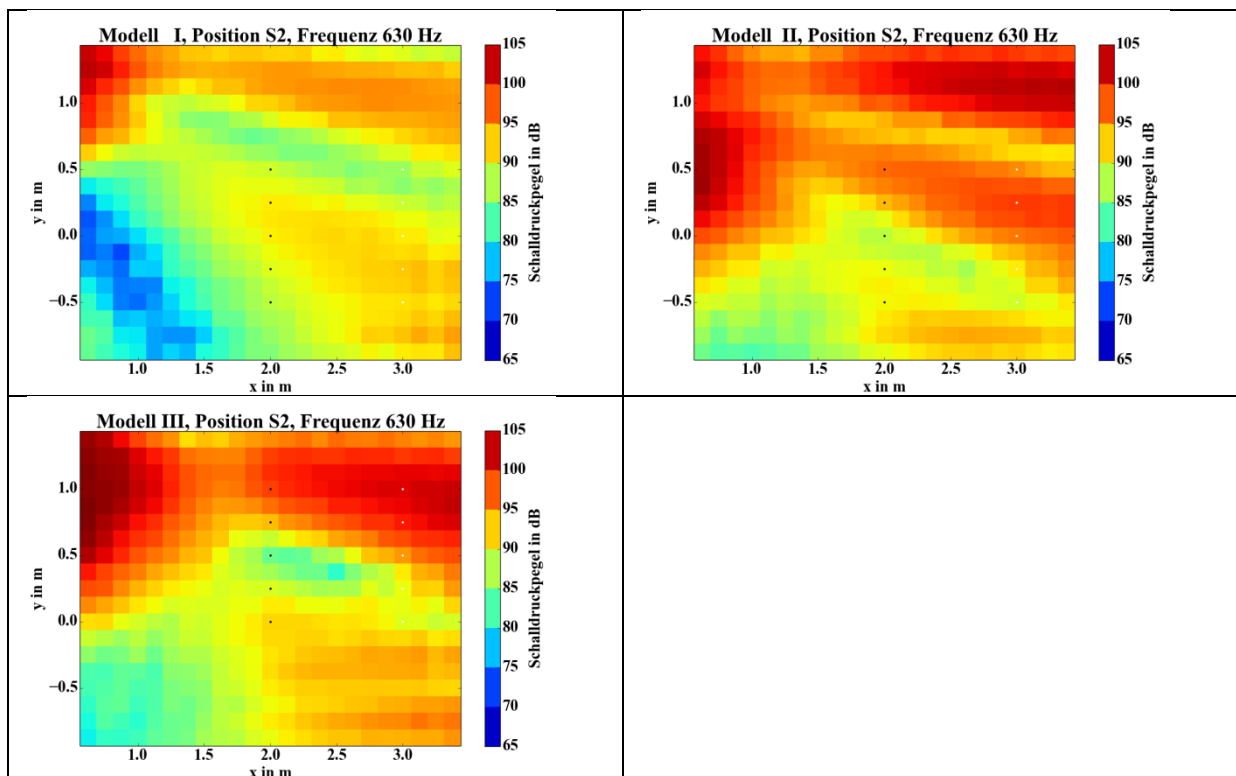 Modell I, Position S2, Frequenz 630 Hz
105
100
95
90
85
80
75
70
65
Schalldruckpegel in dB
1.0
0.5
0.0
−0.5
y in m
1.0 1.5 2.0 2.5 3.0
x in m
Modell II, Position S2, Frequenz 630 Hz
105
100
95
90
85
80
75
70
65
Schalldruckpegel in dB
1.0
0.5
0.0
−0.5
y in m
1.0 1.5 2.0 2.5 3.0
x in m
Modell III, Position S2, Frequenz 630 Hz
105
100
95
90
85
80
75
70
65
Schalldruckpegel in dB
1.0
0.5
0.0
−0.5
y in m
1.0 1.5 2.0 2.5 3.0
x in m